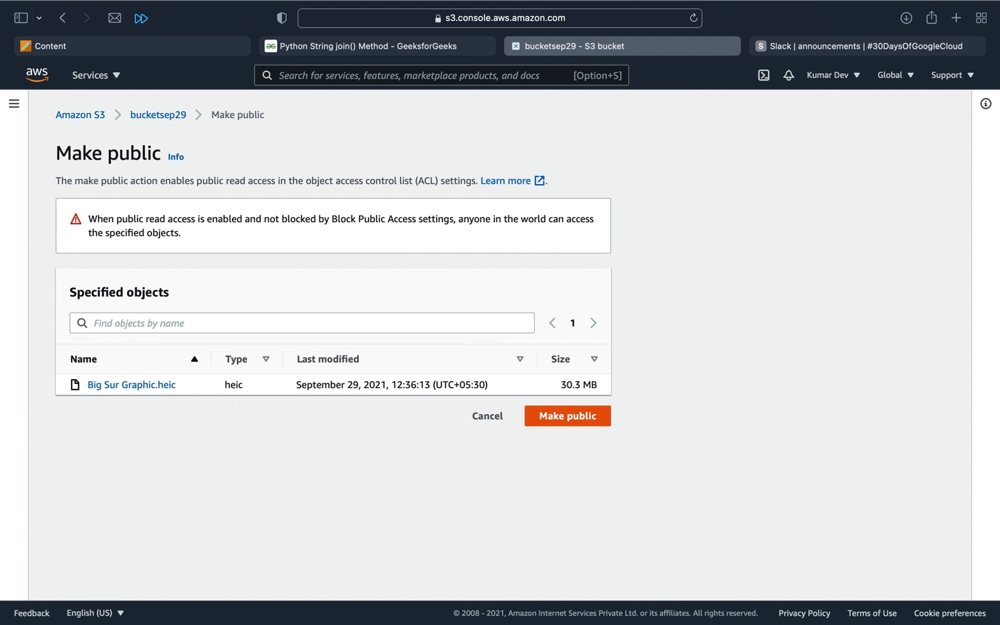 s3.console.aws.amazon.com
Content
Python String join() Method - GeeksforGeeks
bucketsep29 - S3 bucket
S Slack | announcements | #30DaysOfGoogleCloud
aws
Services ▼
Search for services, features, marketplace products, and docs [Option+S]
Kumar Dev ▼
Global ▼
Support ▼
Amazon S3 > bucketsep29 > Make public
Make public Info
The make public action enables public read access in the object access control list (ACL) settings. Learn more.
When public read access is enabled and not blocked by Block Public Access settings, anyone in the world can access
the specified objects.
Specified objects
Find objects by name
< 1 >
Name ▲ Type ▽ Last modified ▽ Size ▽
Big Sur Graphic.heic heic September 29, 2021, 12:36:13 (UTC+05:30) 30.3 MB
Cancel Make public
Feedback English (US) ▼ © 2008 - 2021, Amazon Internet Services Private Ltd. or its affiliates. All rights reserved. Privacy Policy Terms of Use Cookie preferences